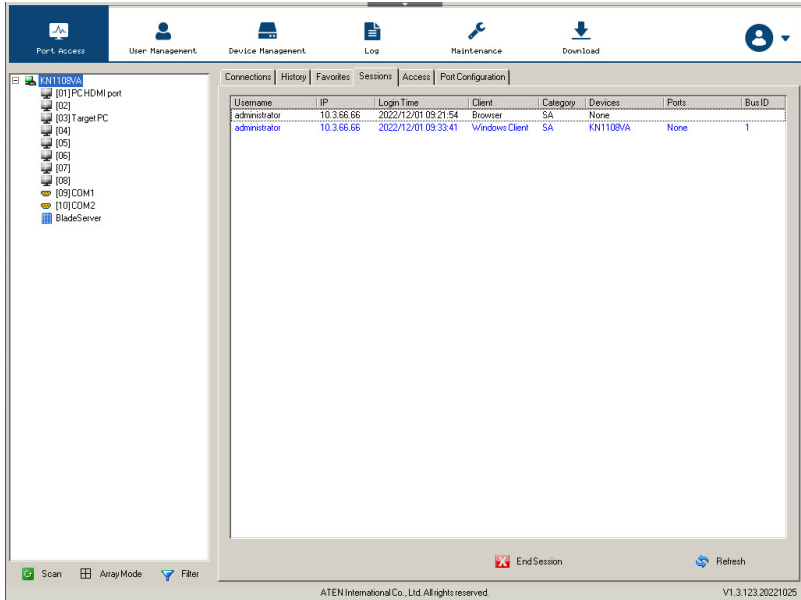 Port Access User Management Device Management Log Maintenance Download
KN1108VA
[01]PC HDMI port
[02]
[03]Target PC
[04]
[05]
[06]
[07]
[08]
[09]COM1
[10]COM2
BladeServer
Scan Array Mode Filter
Connections History Favorites Sessions Access Port Configuration
Username IP Login Time Client Category Devices Ports Bus ID
administrator 10.3.66.66 2022/12/01 09:21:54 Browser SA None
administrator 10.3.66.66 2022/12/01 09:33:41 Windows Client SA KN1108VA None 1
End Session Refresh
ATEN International Co., Ltd. All rights reserved. V1.3.123.20221025